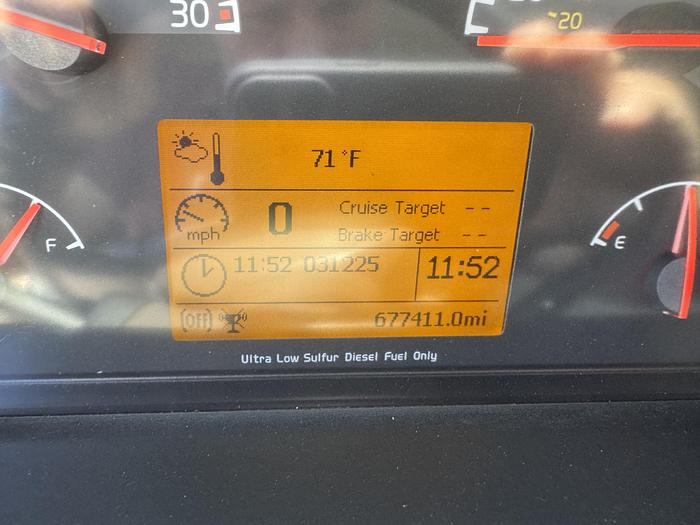 30
20
71°F
mph
0
Cruise Target --
Brake Target --
11:52 031225
11:52
(OFF)
677411.0mi
F
E
Ultra Low Sulfur Diesel Fuel Only